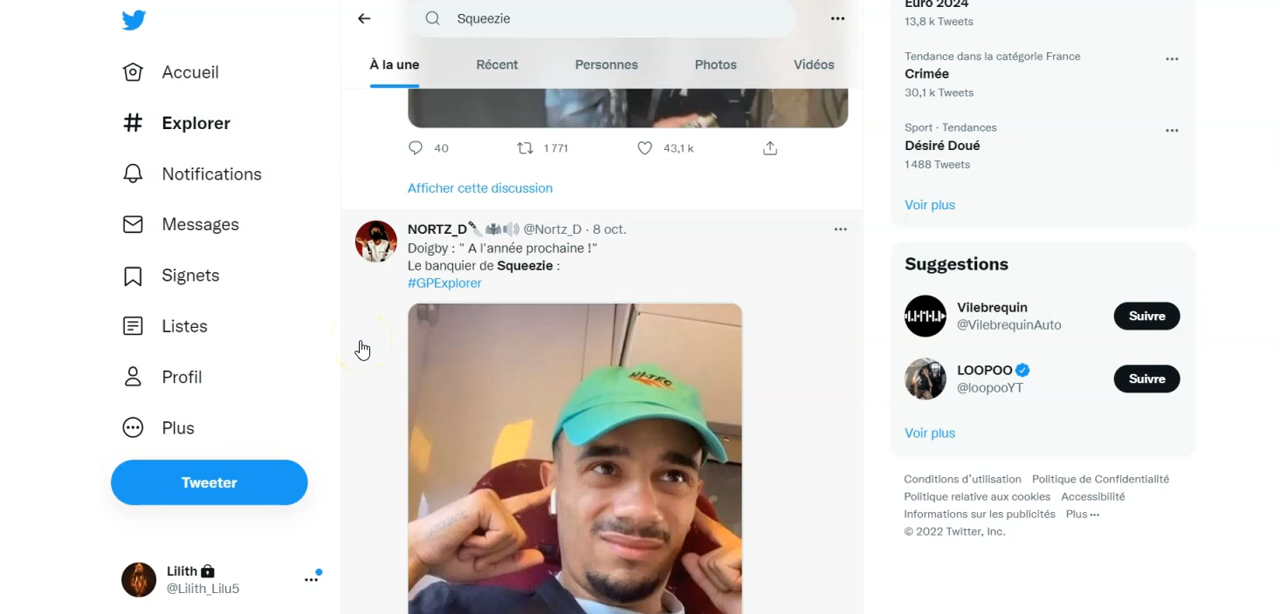 Accueil
Explorer
Notifications
Messages
Signets
Listes
Profil
Plus
Tweeter
Lilith
@Lilith_Lilu5
Squeezie
À la une
Récent
Personnes
Photos
Vidéos
40
1 771
43,1 k
Afficher cette discussion
NORTZ_D @Nortz_D · 8 oct.
Doigby : " A l'année prochaine !"
Le banquier de Squeezie :
#GPExplorer
HI-TEC
Euro 2024
13,8 k Tweets
Tendance dans la catégorie France
Crimée
30,1 k Tweets
Sport · Tendances
Désiré Doué
1 488 Tweets
Voir plus
Suggestions
Vilebrequin
@VilebrequinAuto
Suivre
LOOPOO
@loopooYT
Suivre
Voir plus
Conditions d'utilisation Politique de Confidentialité
Politique relative aux cookies Accessibilité
Informations sur les publicités Plus ···
© 2022 Twitter, Inc.